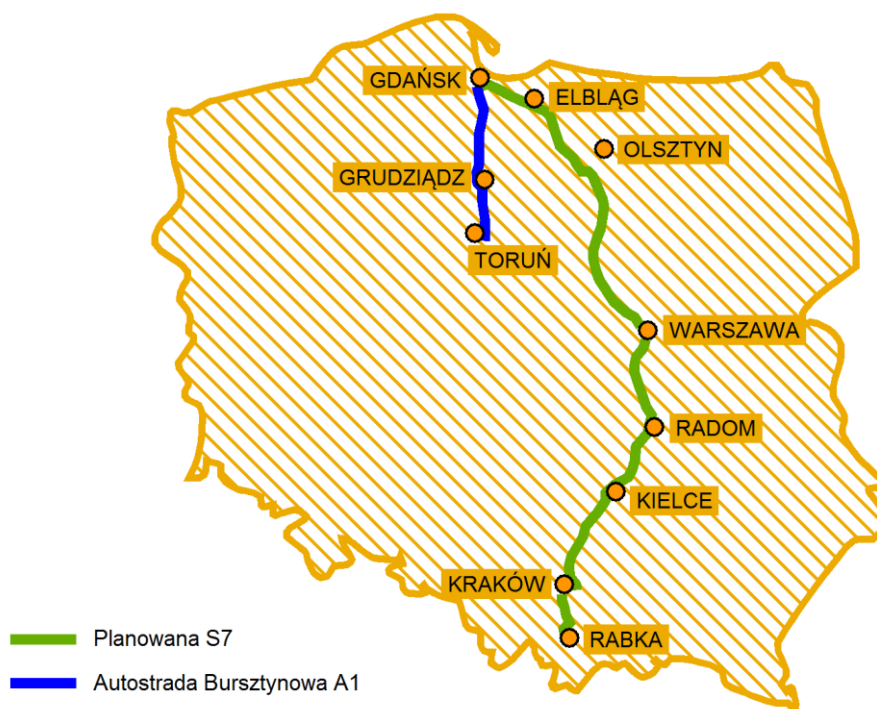 GDAŃSK
ELBLĄG
OLSZTYN
GRUDZIĄDZ
TORUŃ
WARSZAWA
RADOM
KIELCE
KRAKÓW
RABKA
Planowana S7
Autostrada Bursztynowa A1